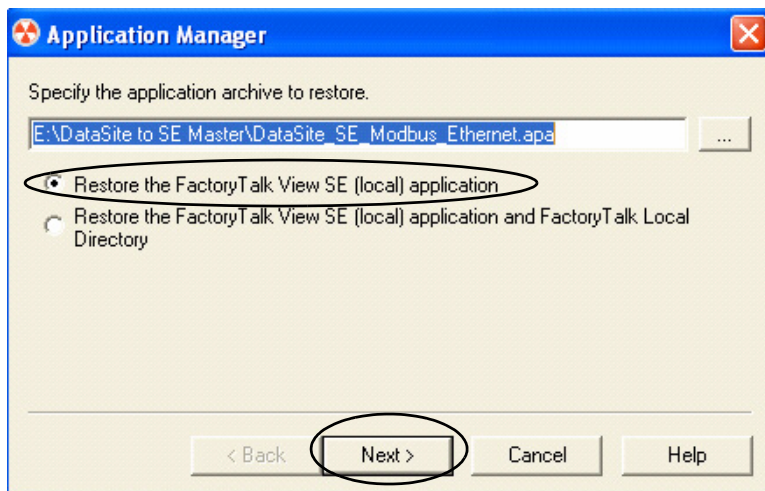 Application Manager
Specify the application archive to restore.
E:\DataSite to SE Master\DataSite_SE_Modbus_Ethernet.apa
...
Restore the FactoryTalk View SE (local) application
Restore the FactoryTalk View SE (local) application and FactoryTalk Local
Directory
< Back
Next >
Cancel
Help